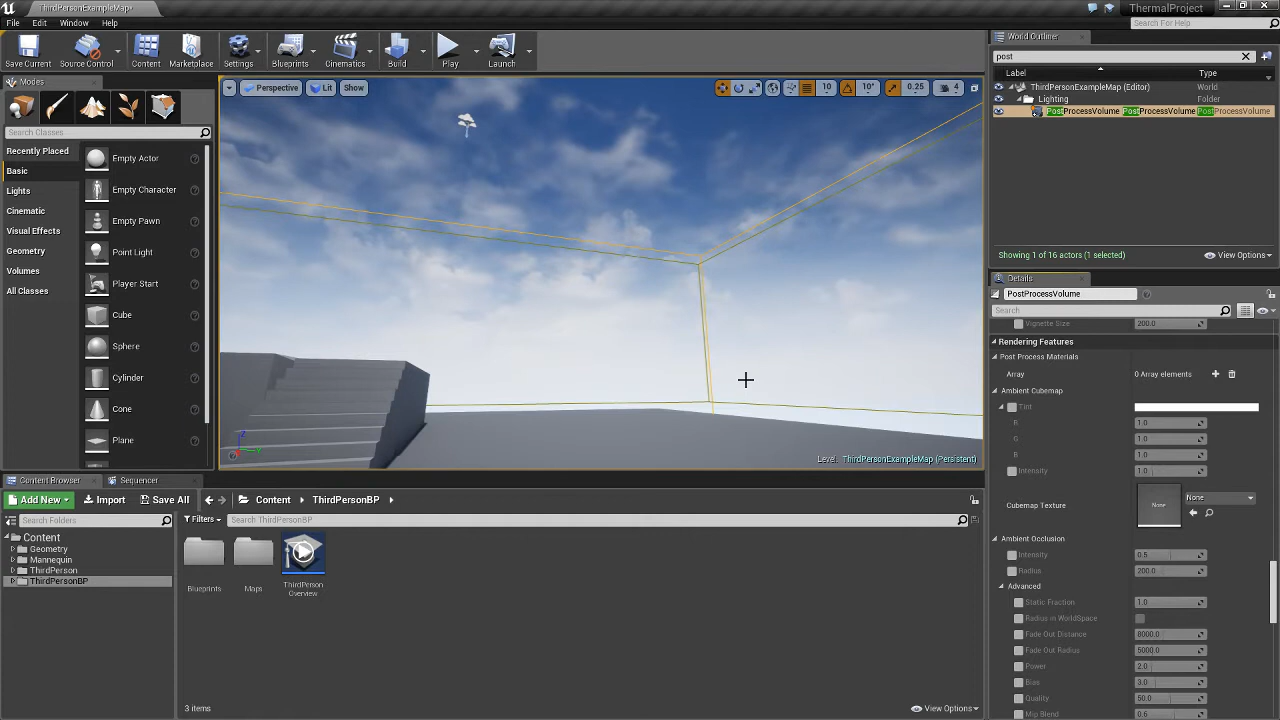 ThirdPersonExampleMap*
ThermalProject
File Edit Window Help
Search For Help
Save Current
Source Control
Content
Marketplace
Settings
Blueprints
Cinematics
Build
Play
Launch
World Outliner
post
Label
Type
ThirdPersonExampleMap (Editor) World
Lighting Folder
PostProcessVolume PostProcessVolume PostProcessVolume
Showing 1 of 16 actors (1 selected)
View Options
Modes
Search Classes
Recently Placed
Basic
Lights
Cinematic
Visual Effects
Geometry
Volumes
All Classes
Empty Actor
Empty Character
Empty Pawn
Point Light
Player Start
Cube
Sphere
Cylinder
Cone
Plane
Perspective
Lit
Show
10
10°
0.25
4
Z
Y
Level: ThirdPersonExampleMap (Persistent)
Details
PostProcessVolume
Search
Vignette Size 200.0
Rendering Features
Post Process Materials
Array 0 Array elements
Ambient Cubemap
Tint
R 1.0
G 1.0
B 1.0
Intensity 1.0
Cubemap Texture None None
Ambient Occlusion
Intensity 0.5
Radius 200.0
Advanced
Static Fraction 1.0
Radius in WorldSpace
Fade Out Distance 8000.0
Fade Out Radius 5000.0
Power 2.0
Bias 3.0
Quality 50.0
Mip Blend 0.6
Content Browser
Sequencer
Add New
Import
Save All
Content
ThirdPersonBP
Search Folders
Filters
Search ThirdPersonBP
Content
Geometry
Mannequin
ThirdPerson
ThirdPersonBP
Blueprints
Maps
ThirdPerson
Overview
3 items
View Options